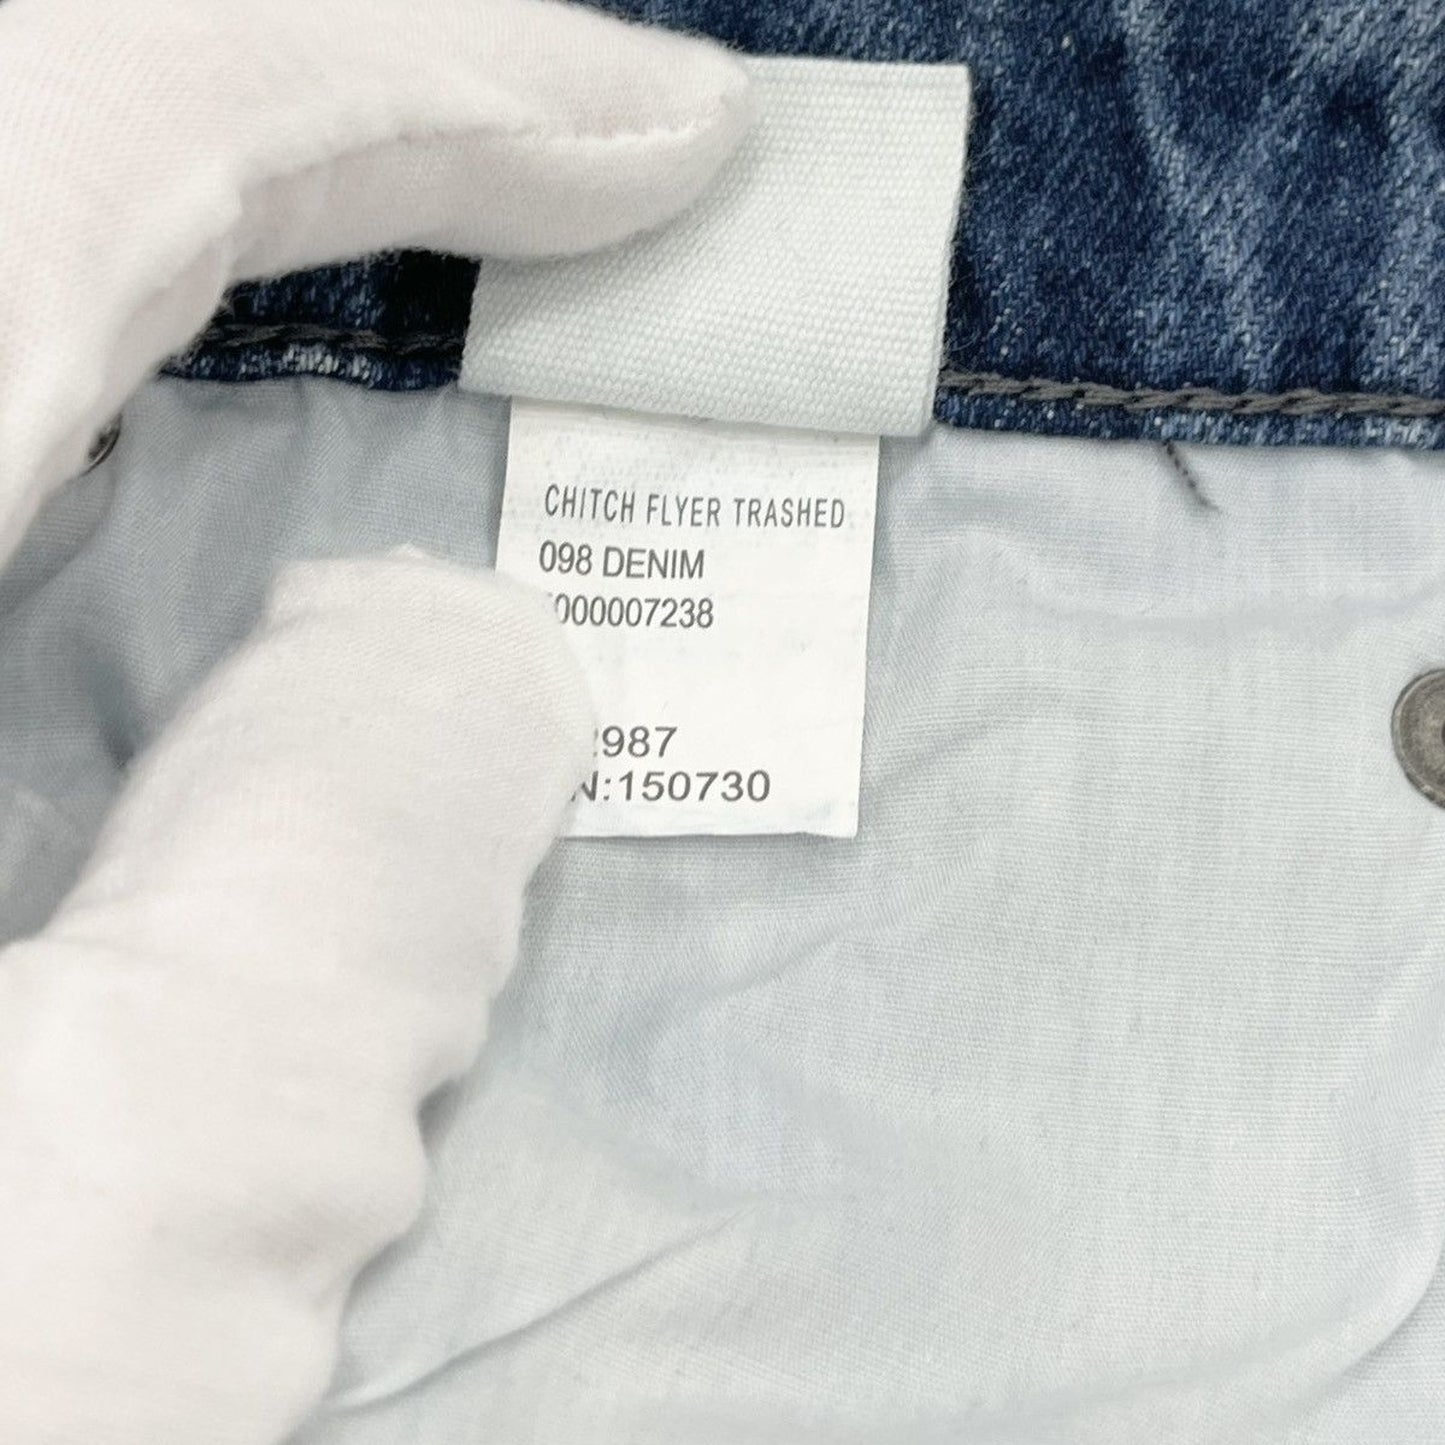 CHITCH FLYER TRASHED
098 DENIM
000007238
2987
N:150730